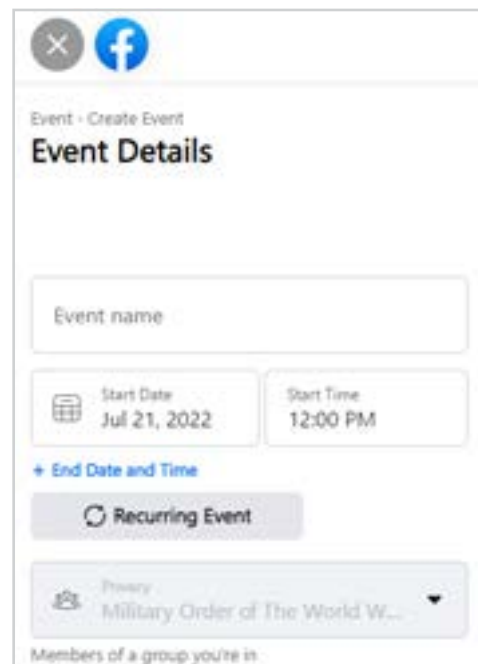 Event · Create Event
Event Details
Event name
Start Date
Start Time
Jul 21, 2022
12:00 PM
+ End Date and Time
Recurring Event
Privacy
Military Order of The World W...
Members of a group you're in